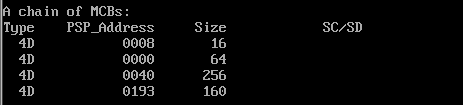 A chain of MCBs:
Type PSP_Address Size SC/SD
4D 0008 16
4D 0000 64
4D 0040 256
4D 0193 160